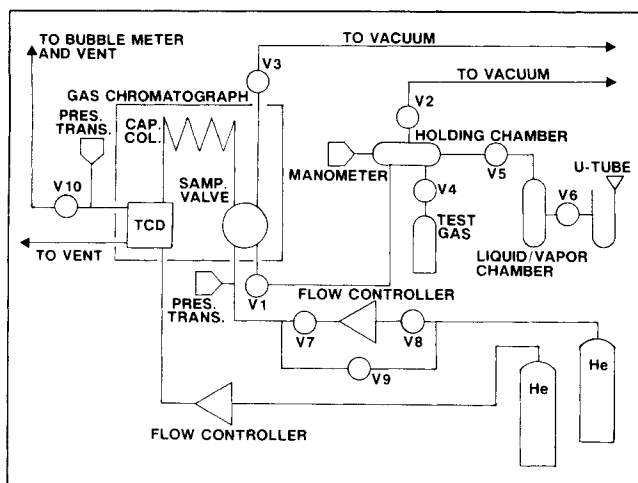 TO BUBBLE METER
AND VENT
TO VACUUM
V3
TO VACUUM
GAS CHROMATOGRAPH
V2
PRES.
TRANS.
CAP.
COL.
HOLDING CHAMBER
U-TUBE
MANOMETER
V5
V4
V6
SAMP.
VALVE
V10
TCD
TEST
GAS
LIQUID/VAPOR
CHAMBER
TO VENT
PRES.
TRANS.
V1
FLOW CONTROLLER
V7
V8
V9
He
He
FLOW CONTROLLER